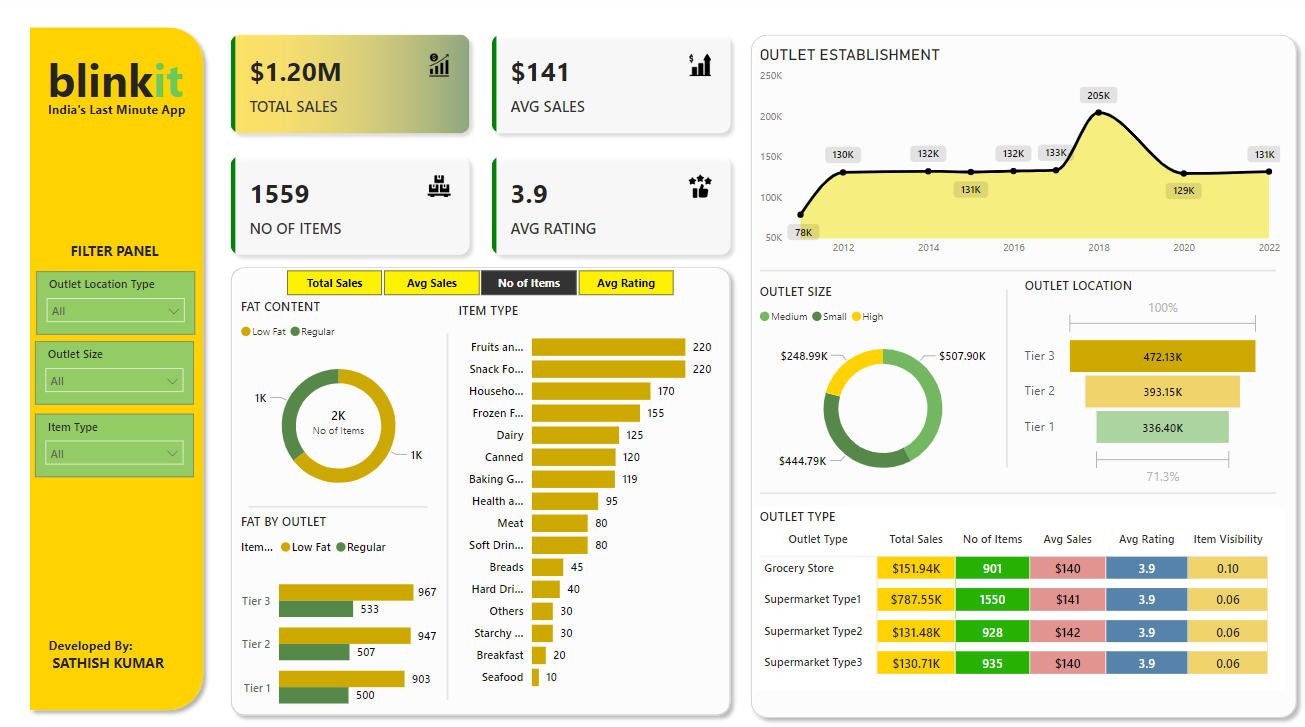 blinkit
India's Last Minute App
FILTER PANEL
Outlet Location Type
All
Outlet Size
All
Item Type
All
Developed By:
SATHISH KUMAR
$1.20M
TOTAL SALES
$141
AVG SALES
1559
NO OF ITEMS
3.9
AVG RATING
Total Sales Avg Sales No of Items Avg Rating
FAT CONTENT
Low Fat Regular
1K
2K
No of Items
1K
FAT BY OUTLET
Item... Low Fat Regular
Tier 3 967
533
Tier 2 947
507
Tier 1 903
500
ITEM TYPE
Fruits an... 220
Snack Fo... 220
Househo... 170
Frozen F... 155
Dairy 125
Canned 120
Baking G... 119
Health a... 95
Meat 80
Soft Drin... 80
Breads 45
Hard Dri... 40
Others 30
Starchy ... 30
Breakfast 20
Seafood 10
OUTLET ESTABLISHMENT
250K
200K
150K
100K
50K
78K 130K 132K 131K 132K 133K 205K 129K 131K
2012 2014 2016 2018 2020 2022
OUTLET SIZE
Medium Small High
$248.99K $507.90K
$444.79K
OUTLET LOCATION
100%
Tier 3 472.13K
Tier 2 393.15K
Tier 1 336.40K
71.3%
OUTLET TYPE
Outlet Type Total Sales No of Items Avg Sales Avg Rating Item Visibility
Grocery Store $151.94K 901 $140 3.9 0.10
Supermarket Type1 $787.55K 1550 $141 3.9 0.06
Supermarket Type2 $131.48K 928 $142 3.9 0.06
Supermarket Type3 $130.71K 935 $140 3.9 0.06